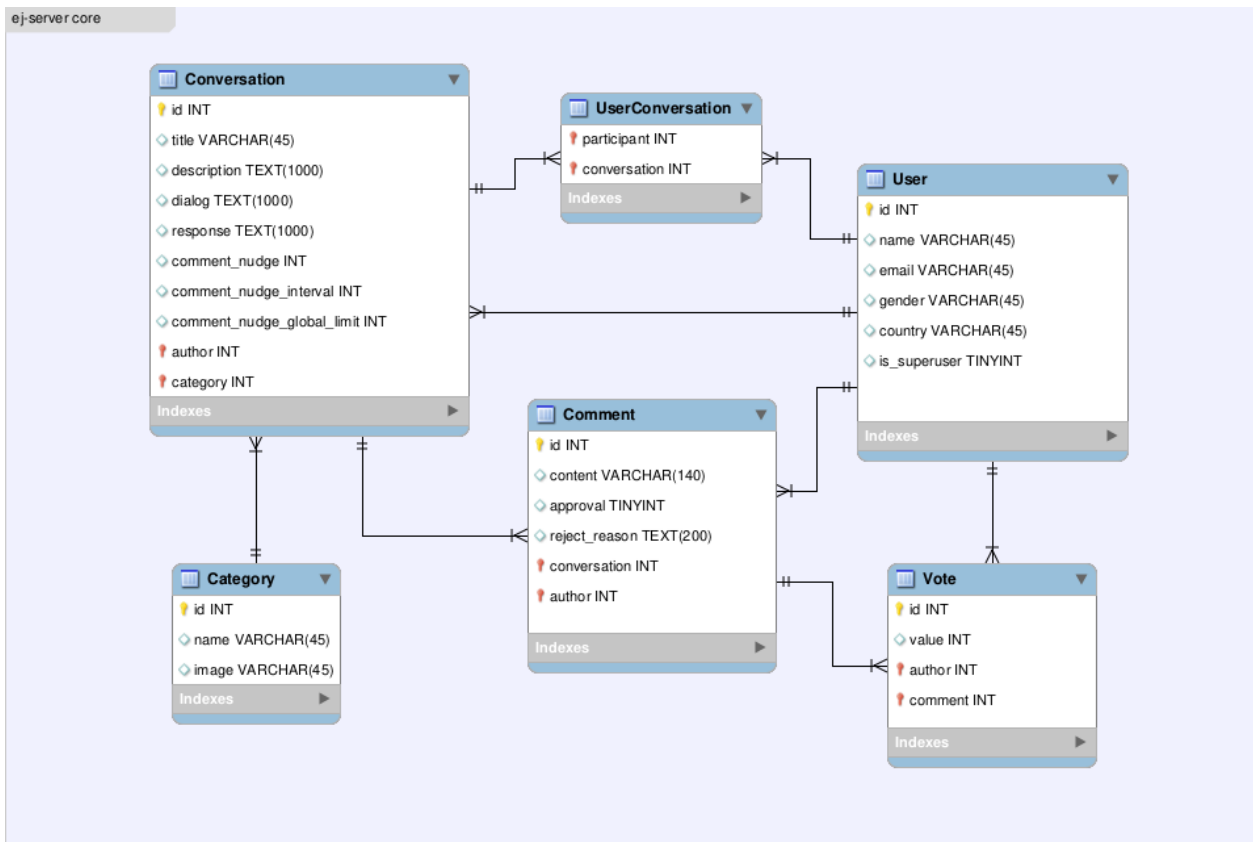 ej-server core
Conversation
id INT
title VARCHAR(45)
description TEXT(1000)
dialog TEXT(1000)
response TEXT(1000)
comment_nudge INT
comment_nudge_interval INT
comment_nudge_global_limit INT
author INT
category INT
Indexes
UserConversation
participant INT
conversation INT
Indexes
User
id INT
name VARCHAR(45)
email VARCHAR(45)
gender VARCHAR(45)
country VARCHAR(45)
is_superuser TINYINT
Indexes
Comment
id INT
content VARCHAR(140)
approval TINYINT
reject_reason TEXT(200)
conversation INT
author INT
Indexes
Category
id INT
name VARCHAR(45)
image VARCHAR(45)
Indexes
Vote
id INT
value INT
author INT
comment INT
Indexes